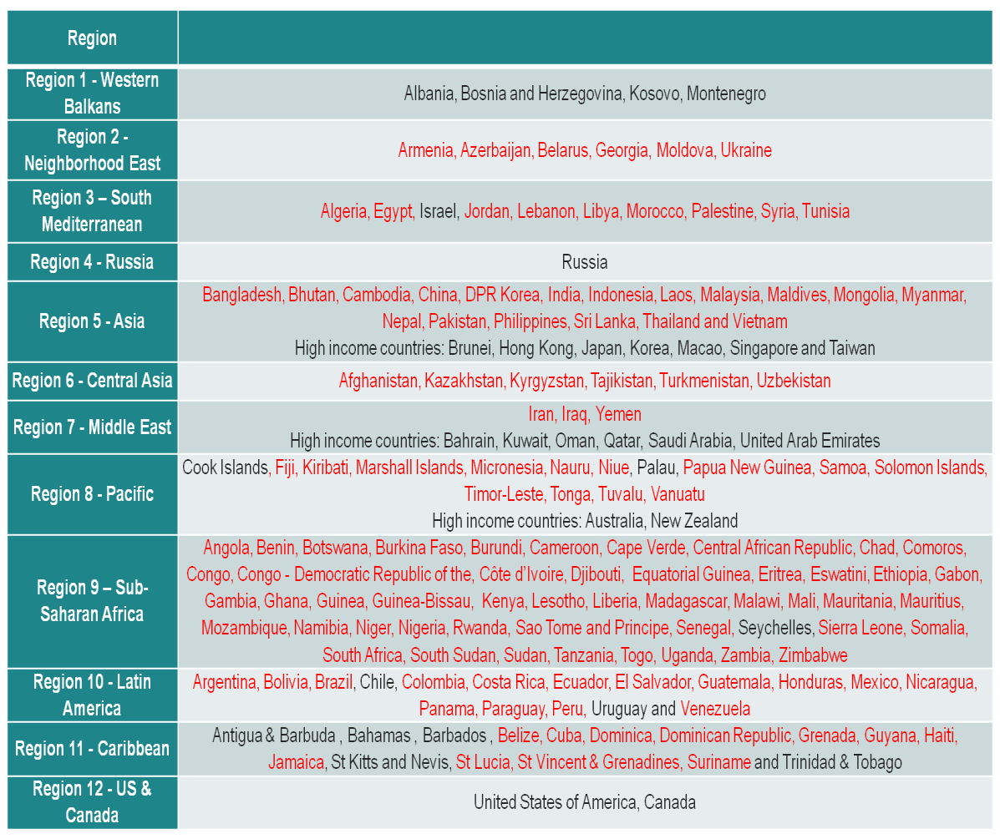 Region
Region 1 - Western
Balkans
Albania, Bosnia and Herzegovina, Kosovo, Montenegro
Region 2 -
Neighborhood East
Armenia, Azerbaijan, Belarus, Georgia, Moldova, Ukraine
Region 3 – South
Mediterranean
Algeria, Egypt, Israel, Jordan, Lebanon, Libya, Morocco, Palestine, Syria, Tunisia
Region 4 - Russia
Russia
Region 5 - Asia
Bangladesh, Bhutan, Cambodia, China, DPR Korea, India, Indonesia, Laos, Malaysia, Maldives, Mongolia, Myanmar,
Nepal, Pakistan, Philippines, Sri Lanka, Thailand and Vietnam
High income countries: Brunei, Hong Kong, Japan, Korea, Macao, Singapore and Taiwan
Region 6 - Central Asia
Afghanistan, Kazakhstan, Kyrgyzstan, Tajikistan, Turkmenistan, Uzbekistan
Region 7 - Middle East
Iran, Iraq, Yemen
High income countries: Bahrain, Kuwait, Oman, Qatar, Saudi Arabia, United Arab Emirates
Region 8 - Pacific
Cook Islands, Fiji, Kiribati, Marshall Islands, Micronesia, Nauru, Niue, Palau, Papua New Guinea, Samoa, Solomon Islands,
Timor-Leste, Tonga, Tuvalu, Vanuatu
High income countries: Australia, New Zealand
Region 9 – Sub-
Saharan Africa
Angola, Benin, Botswana, Burkina Faso, Burundi, Cameroon, Cape Verde, Central African Republic, Chad, Comoros,
Congo, Congo - Democratic Republic of the, Côte d’Ivoire, Djibouti, Equatorial Guinea, Eritrea, Eswatini, Ethiopia, Gabon,
Gambia, Ghana, Guinea, Guinea-Bissau, Kenya, Lesotho, Liberia, Madagascar, Malawi, Mali, Mauritania, Mauritius,
Mozambique, Namibia, Niger, Nigeria, Rwanda, Sao Tome and Principe, Senegal, Seychelles, Sierra Leone, Somalia,
South Africa, South Sudan, Sudan, Tanzania, Togo, Uganda, Zambia, Zimbabwe
Region 10 - Latin
America
Argentina, Bolivia, Brazil, Chile, Colombia, Costa Rica, Ecuador, El Salvador, Guatemala, Honduras, Mexico, Nicaragua,
Panama, Paraguay, Peru, Uruguay and Venezuela
Region 11 - Caribbean
Antigua & Barbuda , Bahamas , Barbados , Belize, Cuba, Dominica, Dominican Republic, Grenada, Guyana, Haiti,
Jamaica, St Kitts and Nevis, St Lucia, St Vincent & Grenadines, Suriname and Trinidad & Tobago
Region 12 - US &
Canada
United States of America, Canada